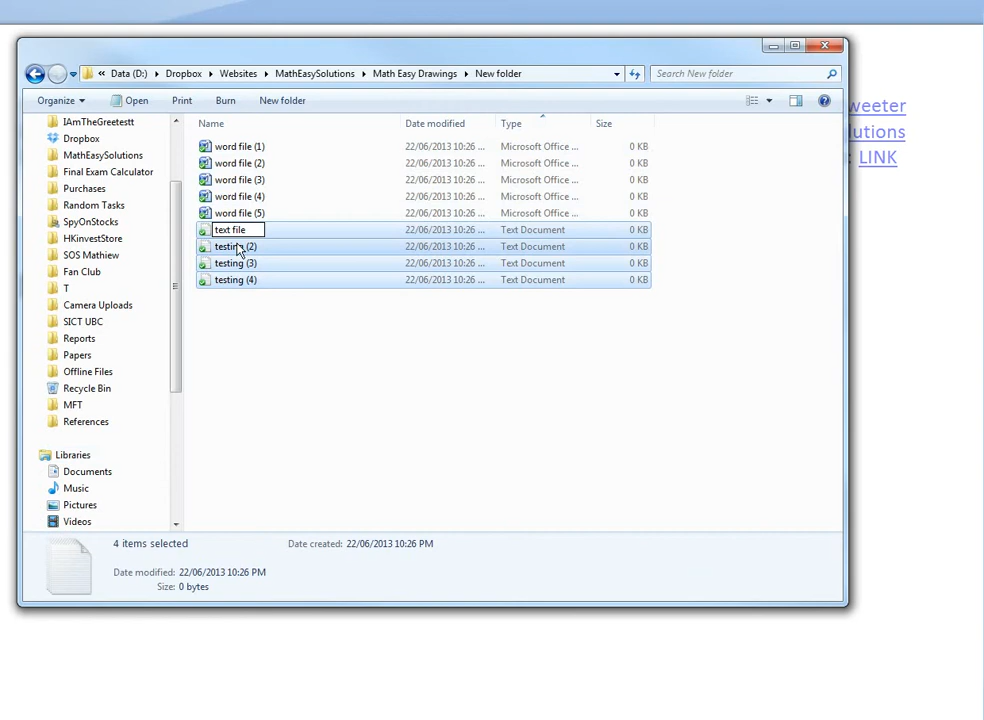 « Data (D:) ▸ Dropbox ▸ Websites ▸ MathEasySolutions ▸ Math Easy Drawings ▸ New folder
Search New folder
Organize Open Print Burn New folder
Name Date modified Type Size
word file (1) 22/06/2013 10:26 ... Microsoft Office ... 0 KB
word file (2) 22/06/2013 10:26 ... Microsoft Office ... 0 KB
word file (3) 22/06/2013 10:26 ... Microsoft Office ... 0 KB
word file (4) 22/06/2013 10:26 ... Microsoft Office ... 0 KB
word file (5) 22/06/2013 10:26 ... Microsoft Office ... 0 KB
text file 22/06/2013 10:26 ... Text Document 0 KB
testing (2) 22/06/2013 10:26 ... Text Document 0 KB
testing (3) 22/06/2013 10:26 ... Text Document 0 KB
testing (4) 22/06/2013 10:26 ... Text Document 0 KB
IAmTheGreetestt
Dropbox
MathEasySolutions
Final Exam Calculator
Purchases
Random Tasks
SpyOnStocks
HKinvestStore
SOS Mathiew
Fan Club
T
Camera Uploads
SICT UBC
Reports
Papers
Offline Files
Recycle Bin
MFT
References
Libraries
Documents
Music
Pictures
Videos
4 items selected Date created: 22/06/2013 10:26 PM
Date modified: 22/06/2013 10:26 PM
Size: 0 bytes
weeter
lutions
: LINK